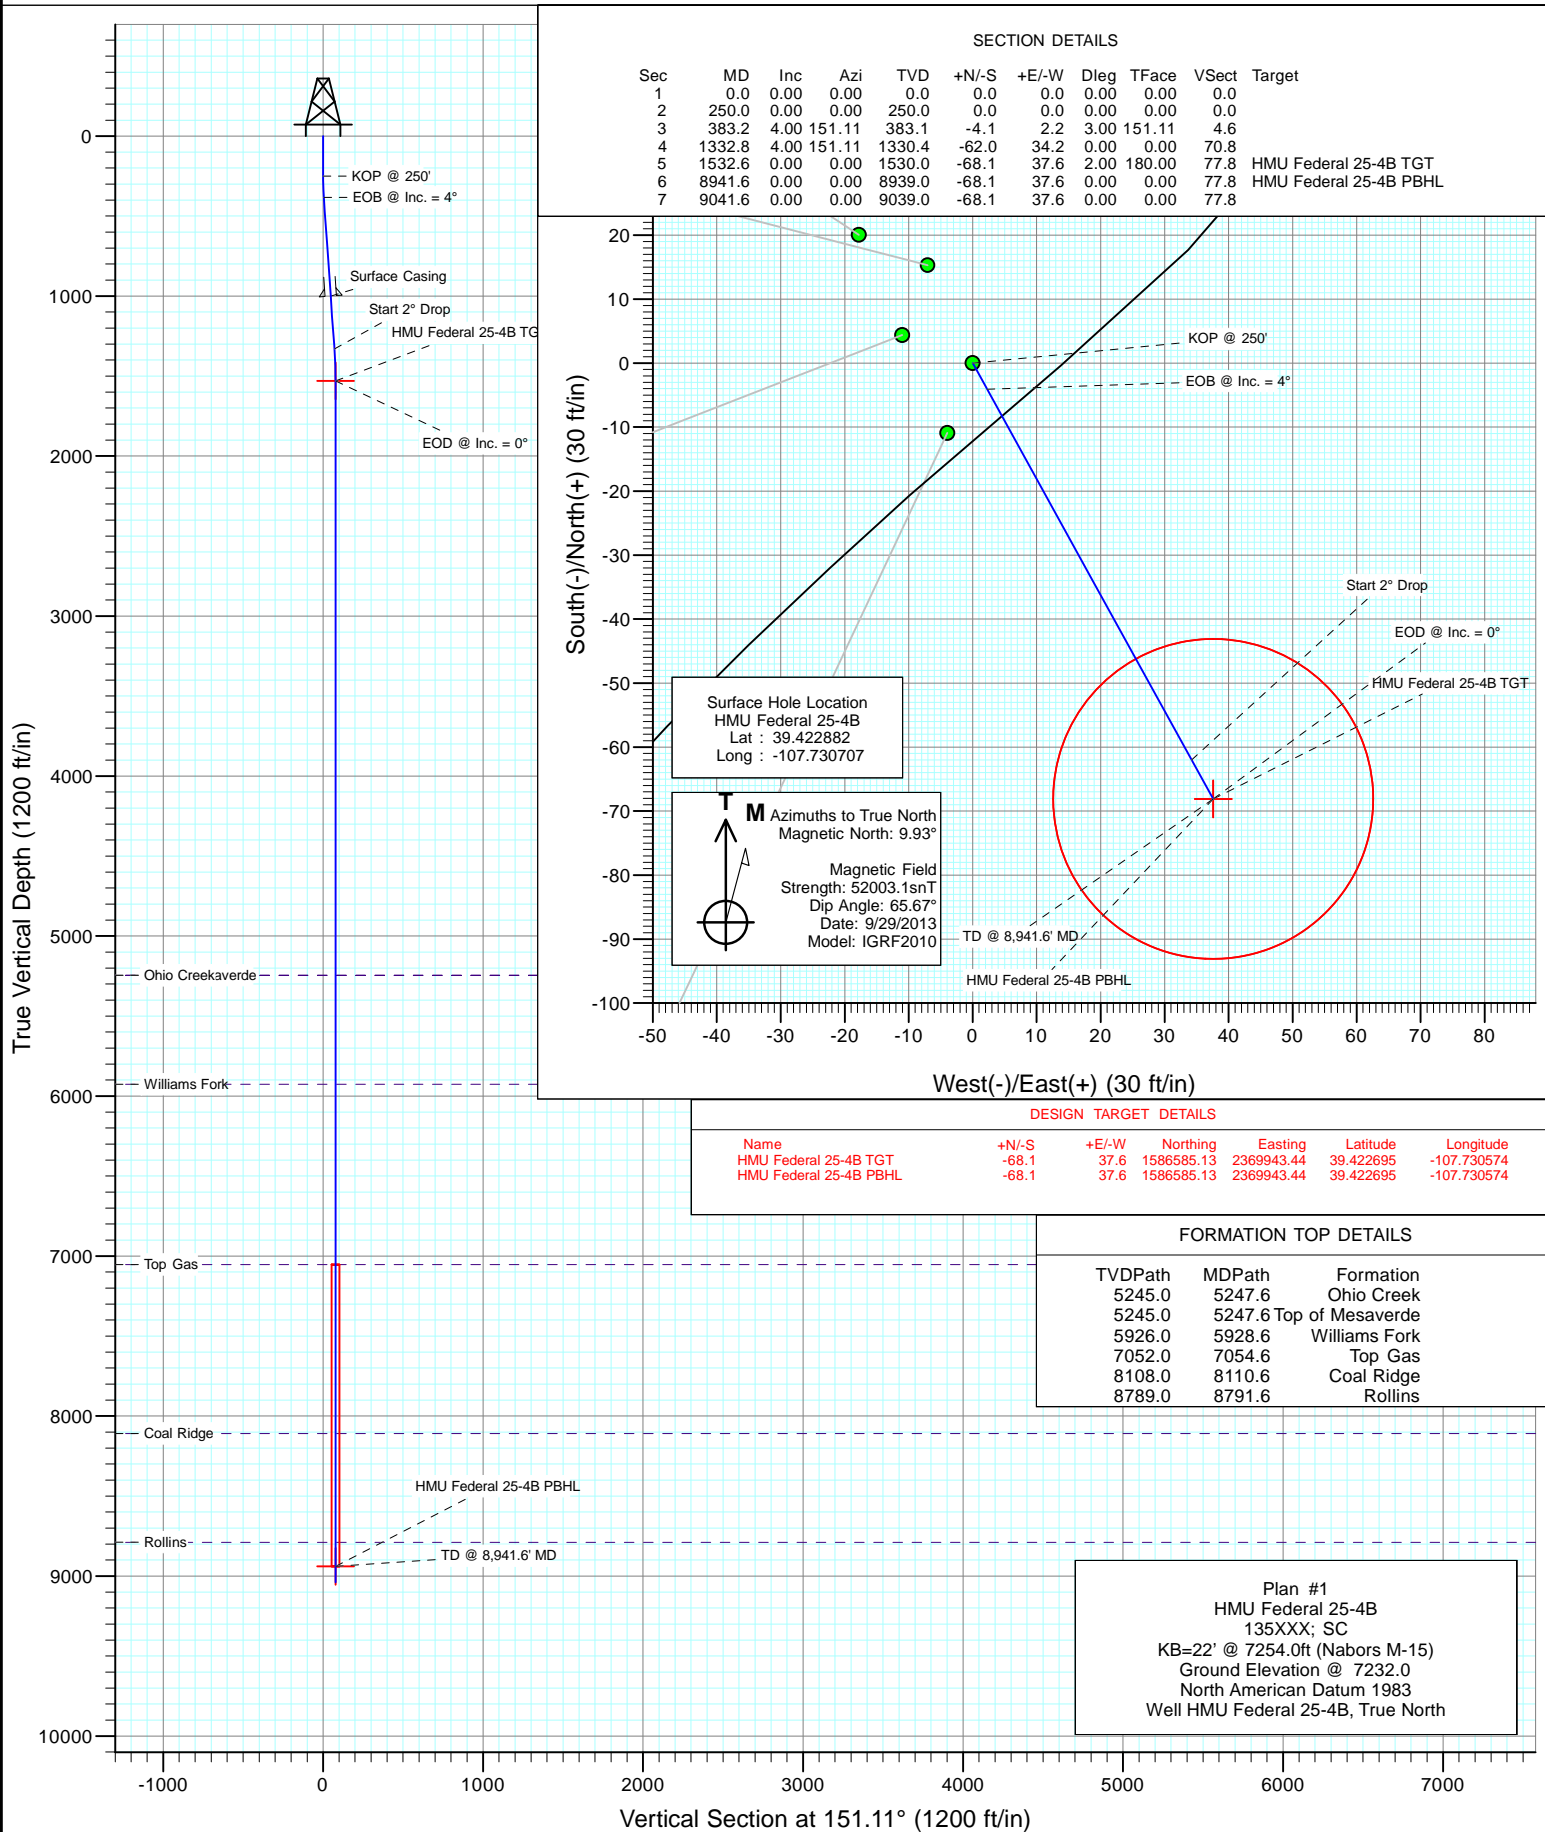 SECTION DETAILS
Sec MD Inc Azi TVD +N/-S +E/-W Dleg TFace VSect Target
1 0.0 0.00 0.00 0.0 0.0 0.0 0.00 0.00 0.0
2 250.0 0.00 0.00 250.0 0.0 0.0 0.00 0.00 0.0
3 383.2 4.00 151.11 383.1 -4.1 2.2 3.00 151.11 4.6
4 1332.8 4.00 151.11 1330.4 -62.0 34.2 0.00 0.00 70.8
5 1532.6 0.00 0.00 1530.0 -68.1 37.6 2.00 180.00 77.8 HMU Federal 25-4B TGT
6 8941.6 0.00 0.00 8939.0 -68.1 37.6 0.00 0.00 77.8 HMU Federal 25-4B PBHL
7 9041.6 0.00 0.00 9039.0 -68.1 37.6 0.00 0.00 77.8
True Vertical Depth (1200 ft/in)
0
1000
2000
3000
4000
5000
6000
7000
8000
9000
10000
KOP @ 250'
EOB @ Inc. = 4°
Surface Casing
Start 2° Drop
HMU Federal 25-4B TG
EOD @ Inc. = 0°
Ohio Creekaverde
Williams Fork
Top Gas
Coal Ridge
HMU Federal 25-4B PBHL
Rollins
TD @ 8,941.6' MD
-1000 0 1000 2000 3000 4000 5000 6000 7000
Vertical Section at 151.11° (1200 ft/in)
South(-)/North(+) (30 ft/in)
20
10
0
-10
-20
-30
-40
-50
-60
-70
-80
-90
-100
KOP @ 250'
EOB @ Inc. = 4°
Start 2° Drop
EOD @ Inc. = 0°
HMU Federal 25-4B TGT
TD @ 8,941.6' MD
HMU Federal 25-4B PBHL
-50 -40 -30 -20 -10 0 10 20 30 40 50 60 70 80
West(-)/East(+) (30 ft/in)
Surface Hole Location
HMU Federal 25-4B
Lat : 39.422882
Long : -107.730707
T
M
Azimuths to True North
Magnetic North: 9.93°
Magnetic Field
Strength: 52003.1snT
Dip Angle: 65.67°
Date: 9/29/2013
Model: IGRF2010
DESIGN TARGET DETAILS
Name +N/-S +E/-W Northing Easting Latitude Longitude
HMU Federal 25-4B TGT -68.1 37.6 1586585.13 2369943.44 39.422695 -107.730574
HMU Federal 25-4B PBHL -68.1 37.6 1586585.13 2369943.44 39.422695 -107.730574
FORMATION TOP DETAILS
TVDPath MDPath Formation
5245.0 5247.6 Ohio Creek
5245.0 5247.6 Top of Mesaverde
5926.0 5928.6 Williams Fork
7052.0 7054.6 Top Gas
8108.0 8110.6 Coal Ridge
8789.0 8791.6 Rollins
Plan #1
HMU Federal 25-4B
135XXX; SC
KB=22' @ 7254.0ft (Nabors M-15)
Ground Elevation @ 7232.0
North American Datum 1983
Well HMU Federal 25-4B, True North